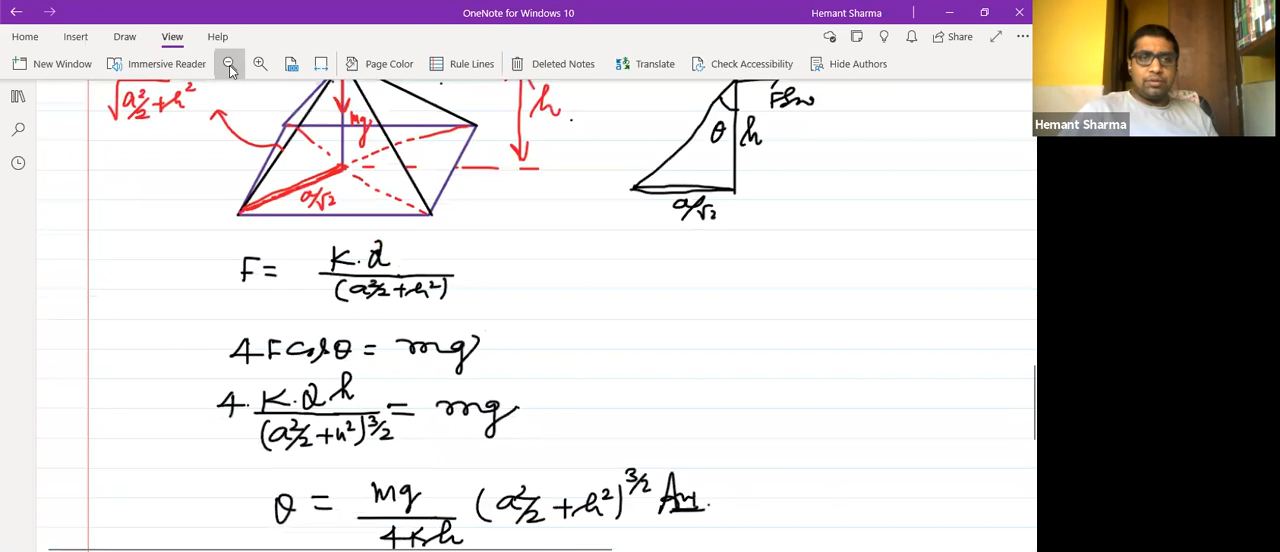 OneNote for Windows 10
Hemant Sharma
Home Insert Draw View Help
Share
New Window Immersive Reader Page Color Rule Lines Deleted Notes Translate Check Accessibility Hide Authors
√a²/2 + h²
mg
h.
a/√2
θ
h
a/√2
F = K.Q / (a²/2 + h²)
4F cosθ = mg
4. K.Q h / (a²/2 + h²)^3/2 = mg
Q = mg / 4Kh (a²/2 + h²)^3/2 Ans.
Hemant Sharma